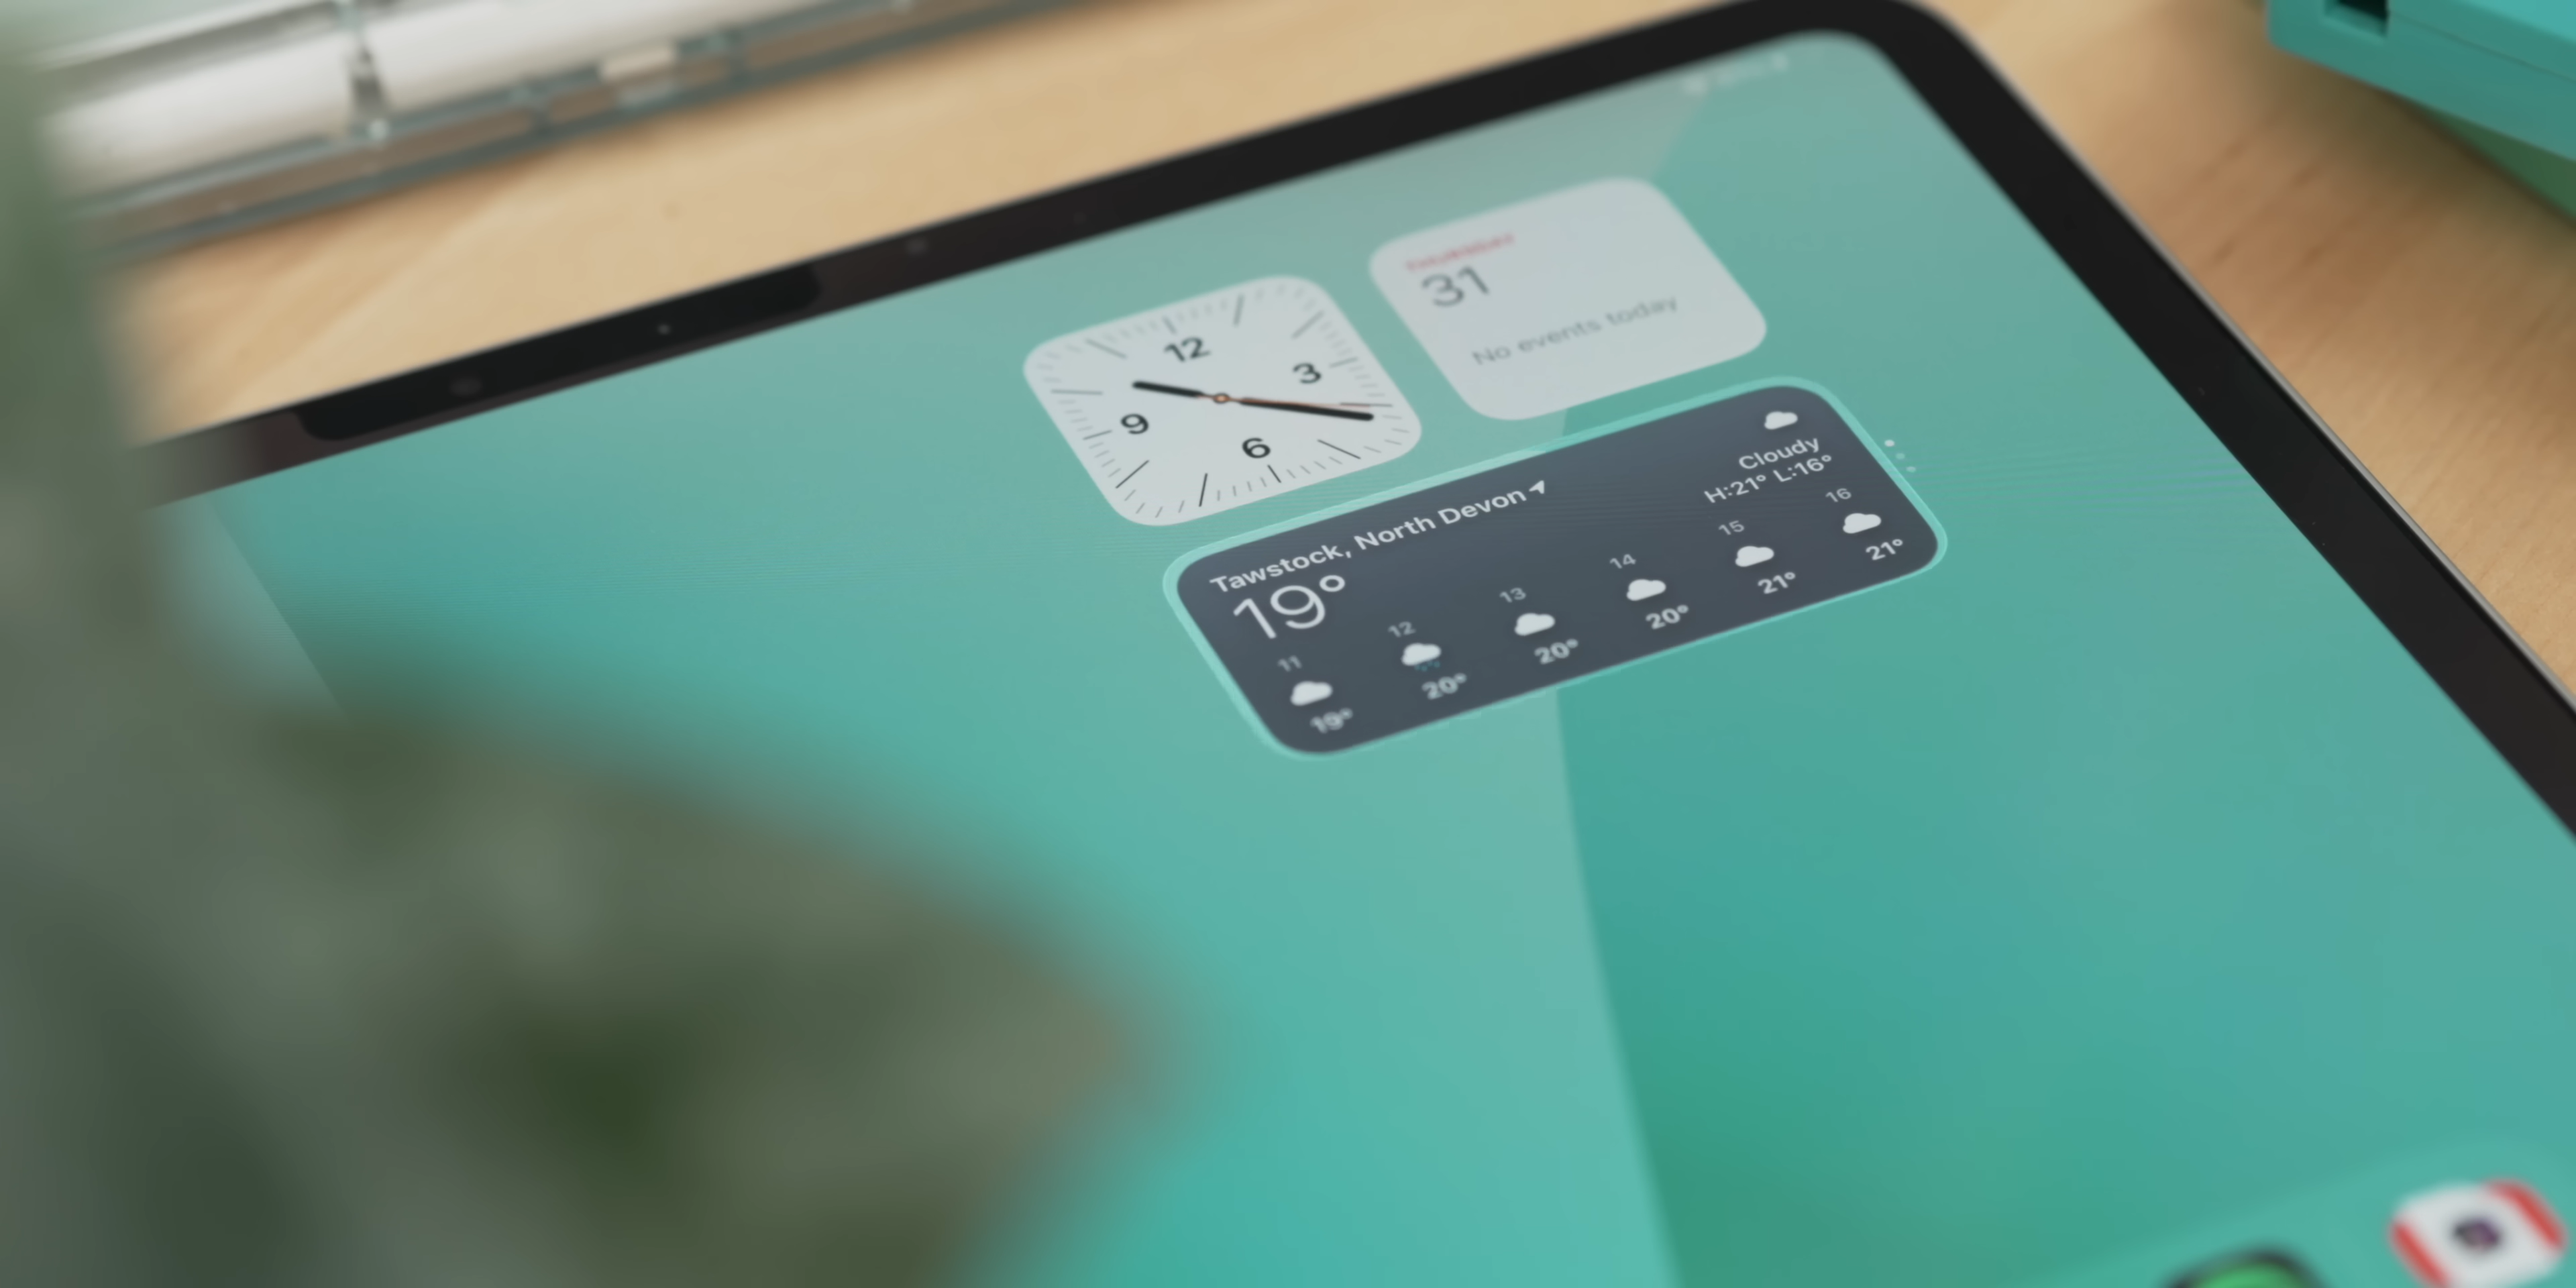 12
3
9
6
31
No events today
Tawstock, North Devon
19°
Cloudy
H:21° L:16°
11 12 13 14 15 16
19° 20° 20° 20° 21° 21°